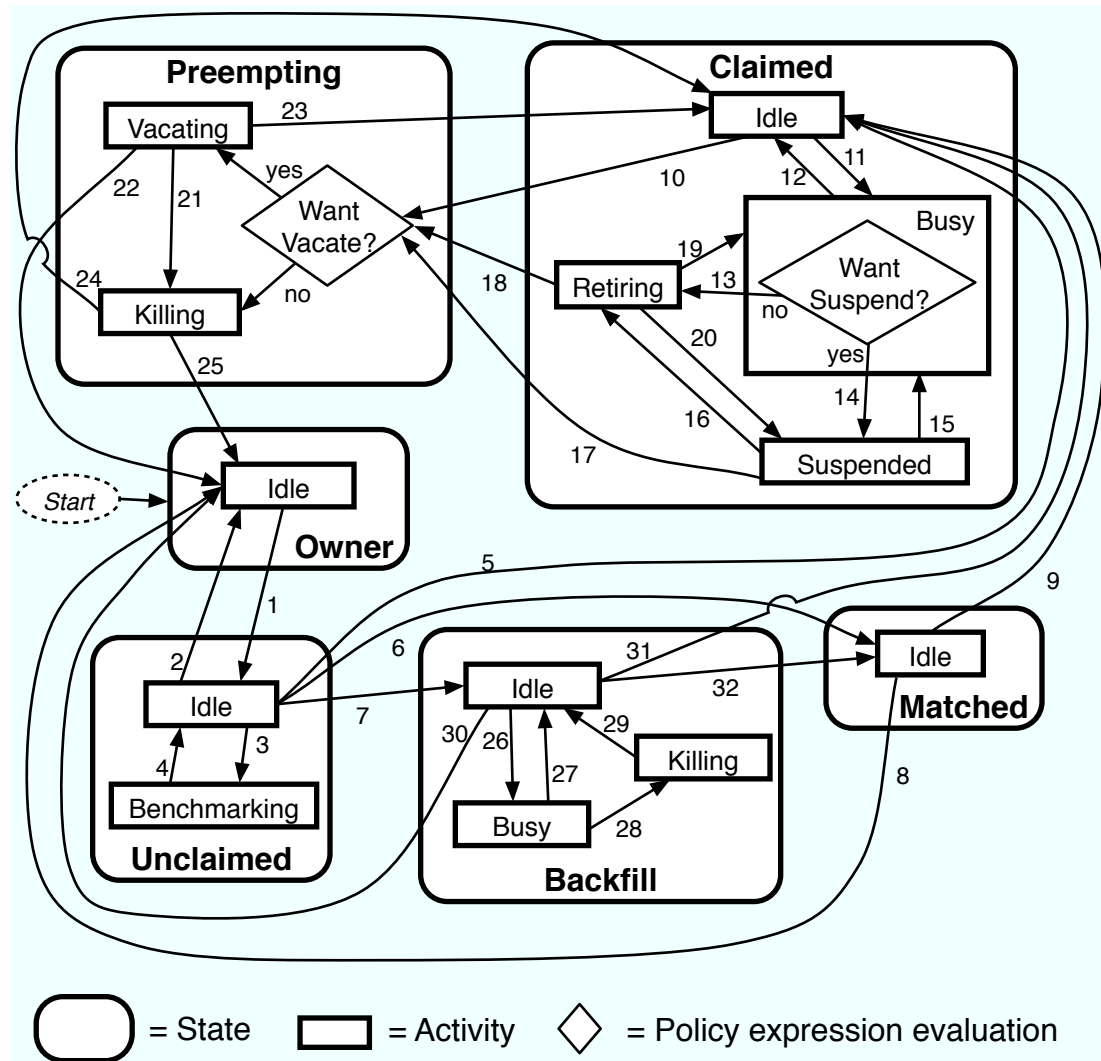 Preempting
Claimed
Vacating
23
Idle
22
21
yes
Want
Vacate?
no
10
12
11
Busy
24
Killing
18
Retiring
19
13
Want
Suspend?
no
yes
25
20
14
15
16
17
Suspended
Start
Idle
Owner
1
2
5
6
9
Idle
3
4
Benchmarking
Unclaimed
7
31
32
Idle
30
26
27
29
Killing
Busy
28
Backfill
Idle
Matched
8
= State
= Activity
= Policy expression evaluation